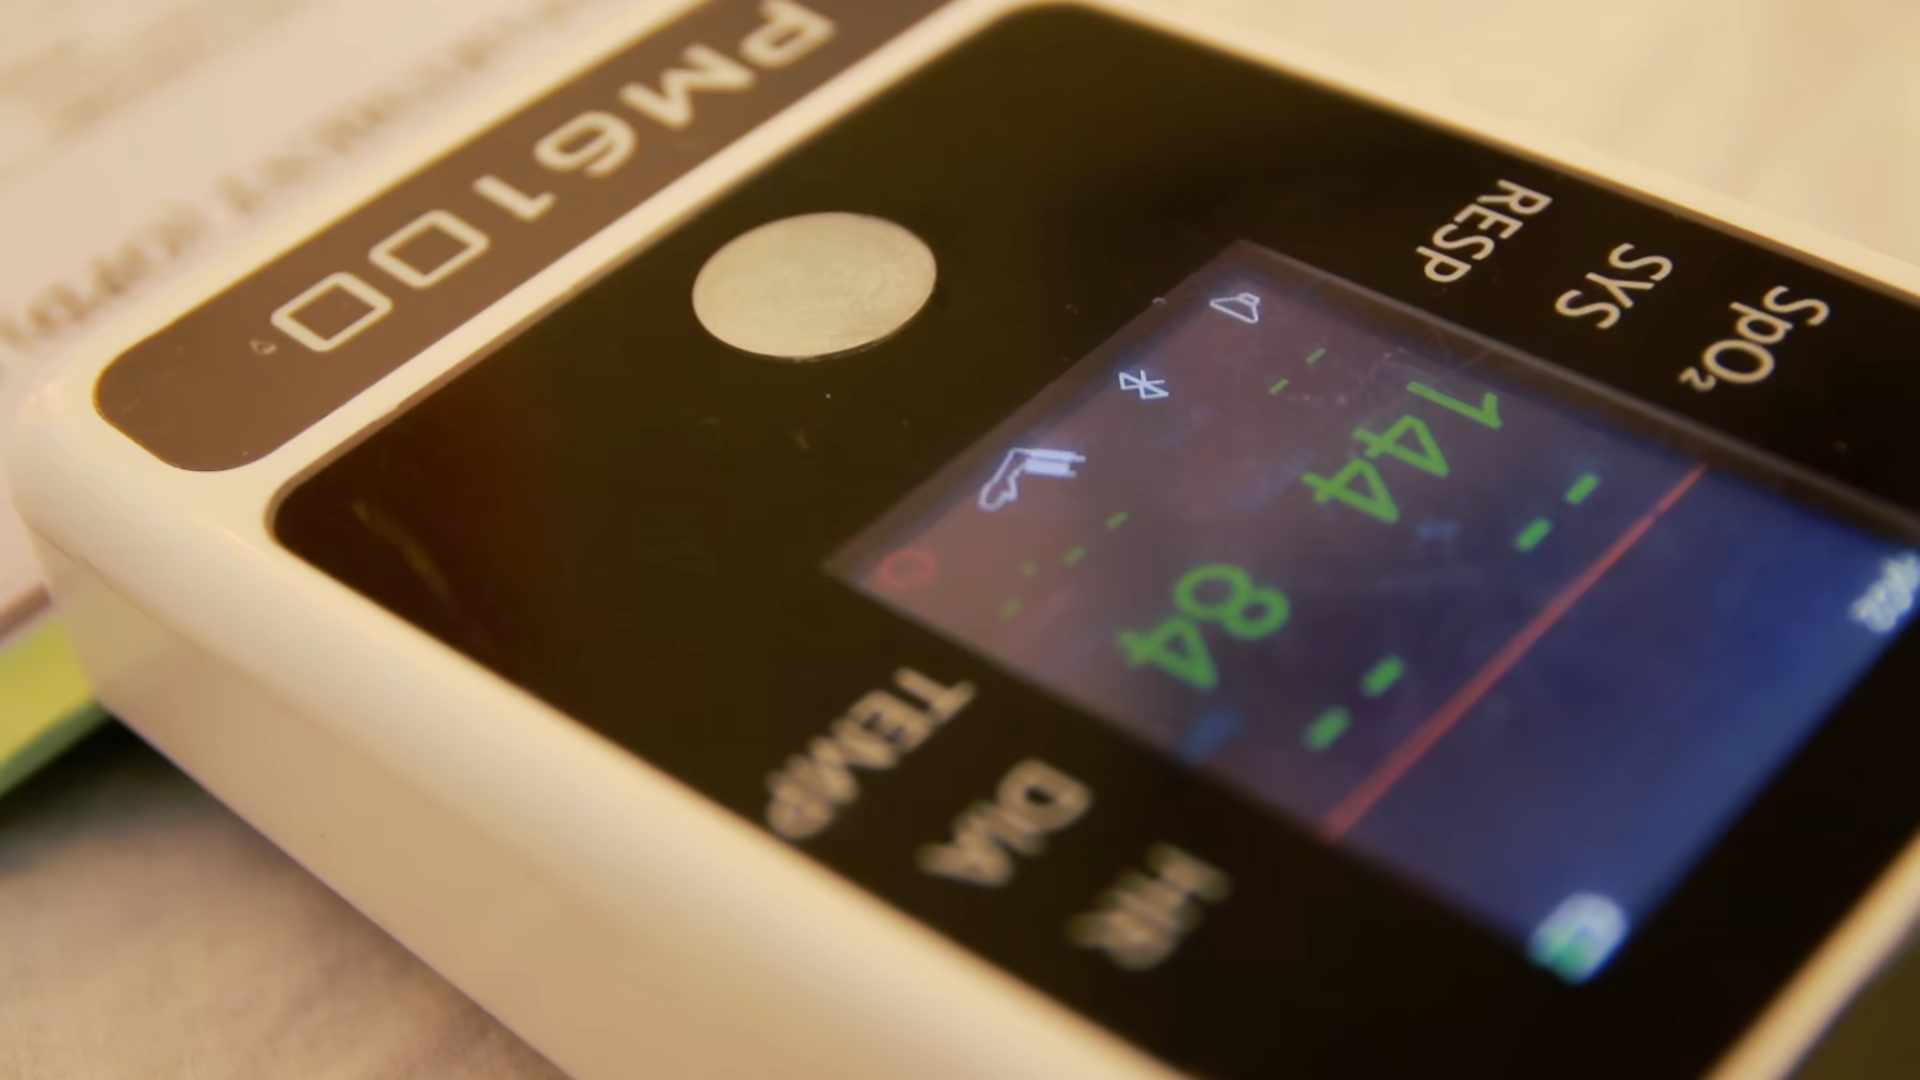 PM6100
SpO₂
HR
-- --
SYS
DIA
144 84
RESP
TEMP
-- -- --